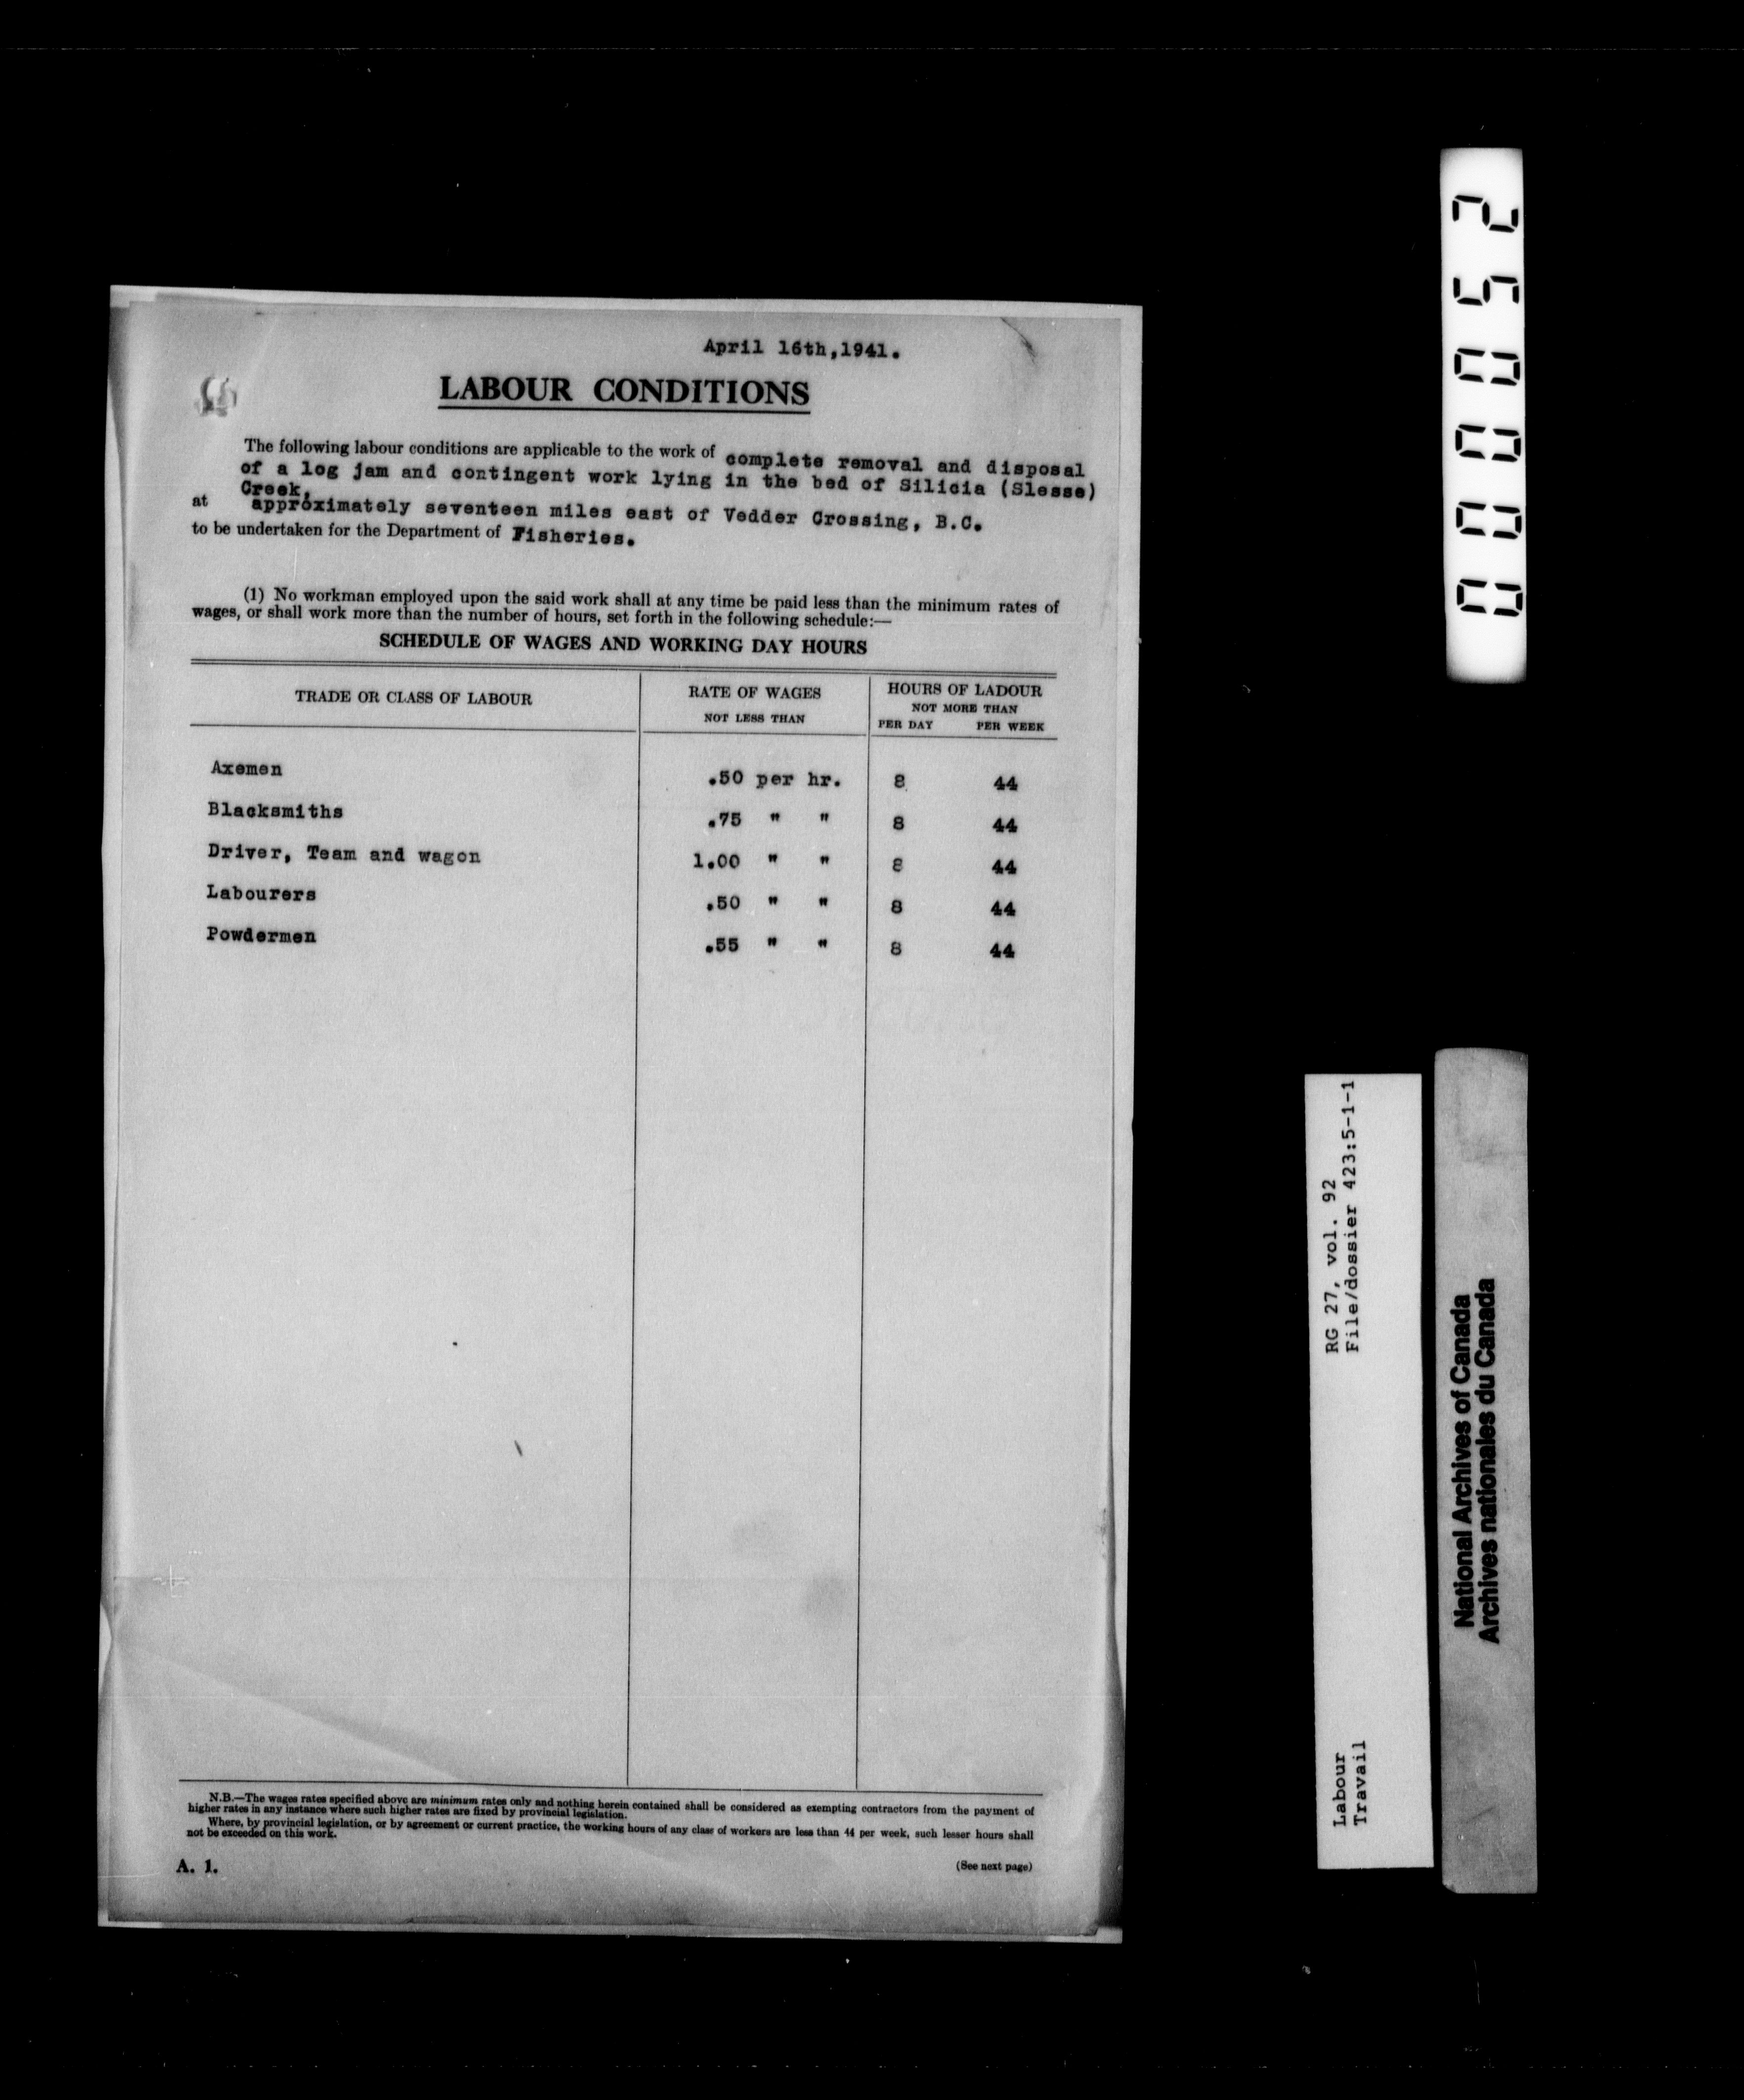 April 16th,1941.
LABOUR CONDITIONS
The following labour conditions are applicable to the work of complete removal and disposal
of a log jam and contingent work lying in the bed of Silicia (Slesse)
Creek,
at approximately seventeen miles east of Vedder Crossing, B.C.
to be undertaken for the Department of Fisheries.
(1) No workman employed upon the said work shall at any time be paid less than the minimum rates of
wages, or shall work more than the number of hours, set forth in the following schedule:—
SCHEDULE OF WAGES AND WORKING DAY HOURS
TRADE OR CLASS OF LABOUR RATE OF WAGES HOURS OF LADOUR
NOT LESS THAN NOT MORE THAN
PER DAY PER WEEK
Axemen .50 per hr. 8 44
Blacksmiths .75 " " 8 44
Driver, Team and wagon 1.00 " " 8 44
Labourers .50 " " 8 44
Powdermen .55 " " 8 44
N.B.—The wages rates specified above are minimum rates only and nothing herein contained shall be considered as exempting contractors from the payment of
higher rates in any instance where such higher rates are fixed by provincial legislation.
Where, by provincial legislation, or by agreement or current practice, the working hours of any class of workers are less than 44 per week, such lesser hours shall
not be exceeded on this work.
A. 1. (See next page)
000052
RG 27, vol. 92
File/dossier 423:5-1-1
Labour
Travail
National Archives of Canada
Archives nationales du Canada